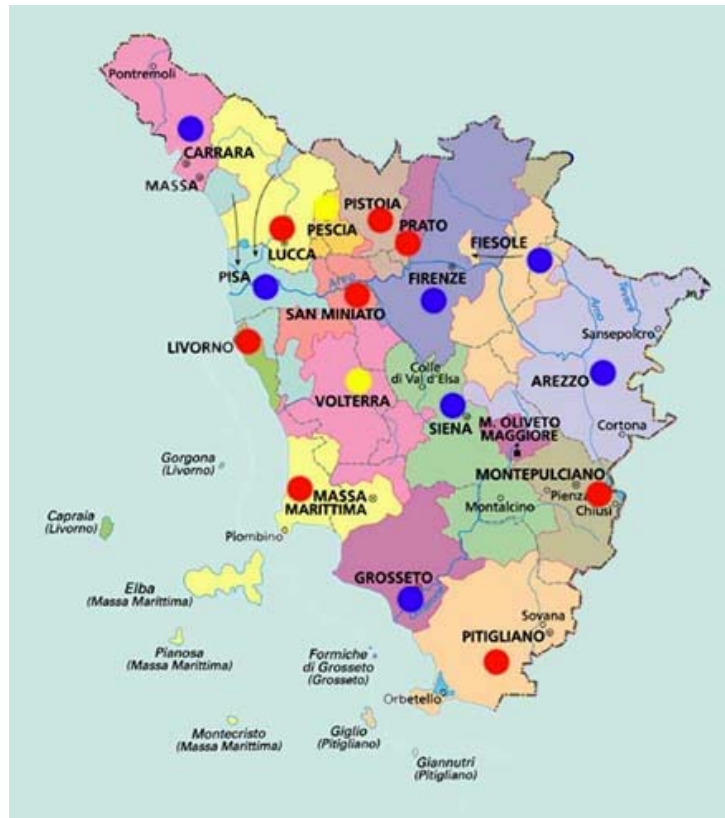 Pontremoli
CARRARA
MASSA
PISTOIA
PRATO
PESCIA
LUCCA
FIESOLE
PISA
Arno
FIRENZE
SAN MINIATO
Arno
Tevere
Sansepolcro
LIVORNO
Colle
di Val d'Elsa
AREZZO
VOLTERRA
SIENA
M. OLIVETO
MAGGIORE
Cortona
Gorgona
(Livorno)
MONTEPULCIANO
Pienza
Chiusi
MASSA
MARITTIMA
Montalcino
Capraia
(Livorno)
Piombino
Elba
(Massa Marittima)
GROSSETO
Sovana
PITIGLIANO
Pianosa
(Massa Marittima)
Formiche
di Grosseto
(Grosseto)
Orbetello
Montecristo
(Massa Marittima)
Giglio
(Pitigliano)
Giannutri
(Pitigliano)